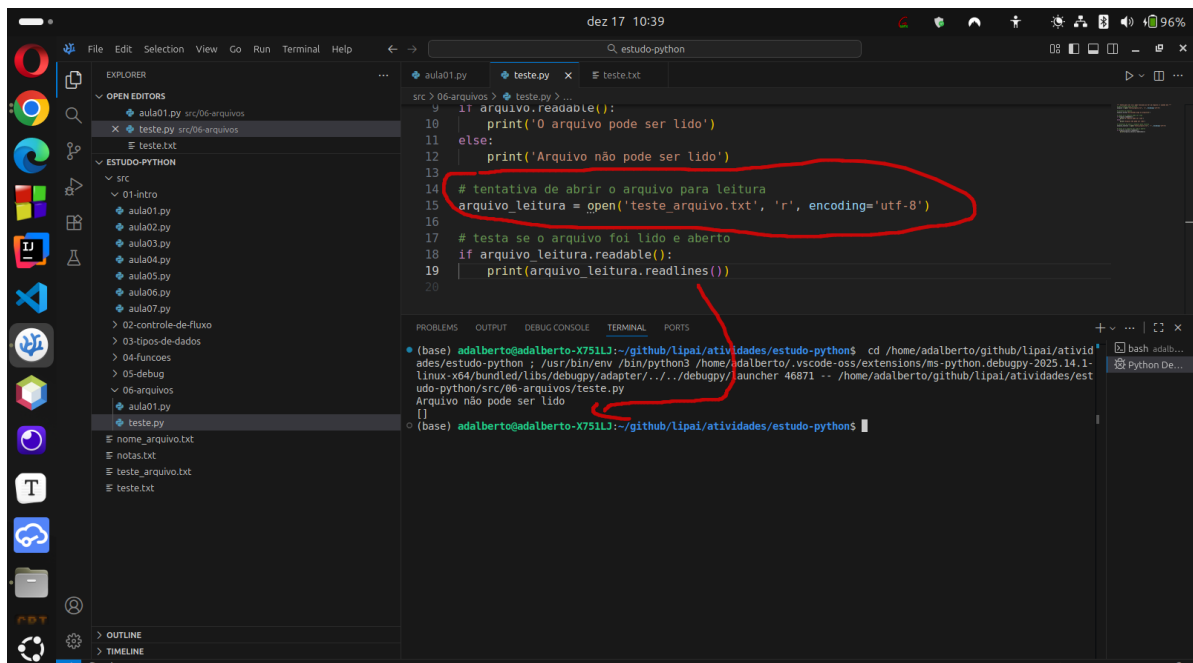 dez 17 10:39
96%
File Edit Selection View Go Run Terminal Help
estudo-python
EXPLORER
OPEN EDITORS
aula01.py src/06-arquivos
teste.py src/06-arquivos
teste.txt
ESTUDO-PYTHON
src
01-intro
aula01.py
aula02.py
aula03.py
aula04.py
aula05.py
aula06.py
aula07.py
02-controle-de-fluxo
03-tipos-de-dados
04-funcoes
05-debug
06-arquivos
aula01.py
teste.py
nome_arquivo.txt
notas.txt
teste_arquivo.txt
teste.txt
OUTLINE
TIMELINE
aula01.py teste.py teste.txt
src > 06-arquivos > teste.py > ...
9 if arquivo.readable():
10 print('O arquivo pode ser lido')
11 else:
12 print('Arquivo não pode ser lido')
13
14 # tentativa de abrir o arquivo para leitura
15 arquivo_leitura = open('teste_arquivo.txt', 'r', encoding='utf-8')
16
17 # testa se o arquivo foi lido e aberto
18 if arquivo_leitura.readable():
19 print(arquivo_leitura.readlines())
20
PROBLEMS OUTPUT DEBUG CONSOLE TERMINAL PORTS
(base) adalberto@adalberto-X751LJ:~/github/lipai/atividades/estudo-python$ cd /home/adalberto/github/lipai/ativid
ades/estudo-python ; /usr/bin/env /bin/python3 /home/adalberto/.vscode-oss/extensions/ms-python.debugpy-2025.14.1-
linux-x64/bundled/libs/debugpy/adapter/../../debugpy/launcher 46871 -- /home/adalberto/github/lipai/atividades/est
udo-python/src/06-arquivos/teste.py
Arquivo não pode ser lido
[]
(base) adalberto@adalberto-X751LJ:~/github/lipai/atividades/estudo-python$
bash adalb...
Python De...